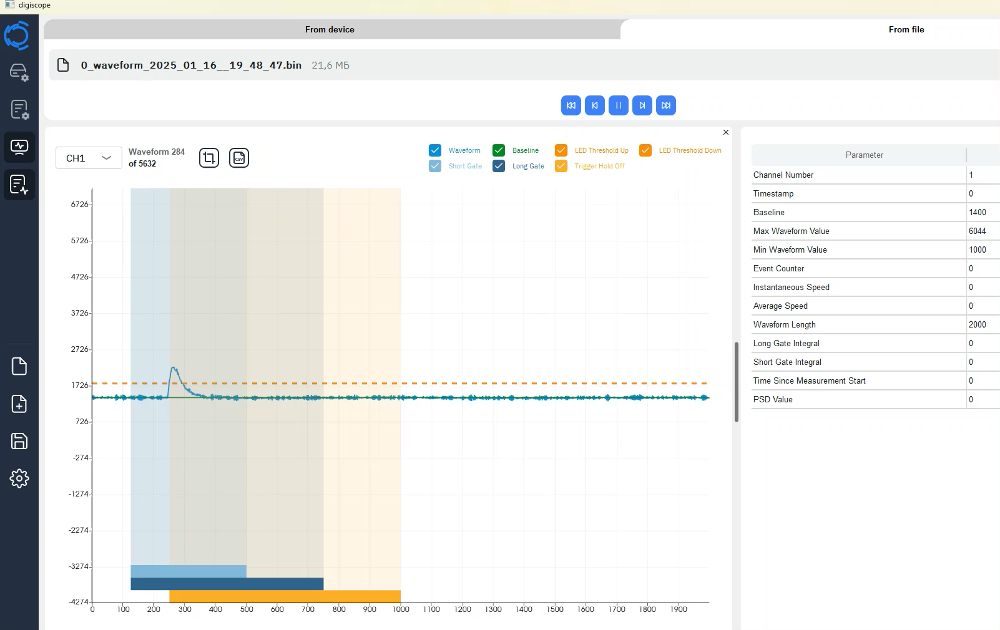 digiscope
From device
From file
0_waveform_2025_01_16__19_48_47.bin 21,6 МБ
CH1
Waveform 284
of 5632
CSV
Waveform Baseline LED Threshold Up LED Threshold Down
Short Gate Long Gate Trigger Hold Off
6726
5726
4726
3726
2726
1726
726
-274
-1274
-2274
-3274
-4274
0 100 200 300 400 500 600 700 800 900 1000 1100 1200 1300 1400 1500 1600 1700 1800 1900
Parameter
Channel Number 1
Timestamp 0
Baseline 1400
Max Waveform Value 6044
Min Waveform Value 1000
Event Counter 0
Instantaneous Speed 0
Average Speed 0
Waveform Length 2000
Long Gate Integral 0
Short Gate Integral 0
Time Since Measurement Start 0
PSD Value 0